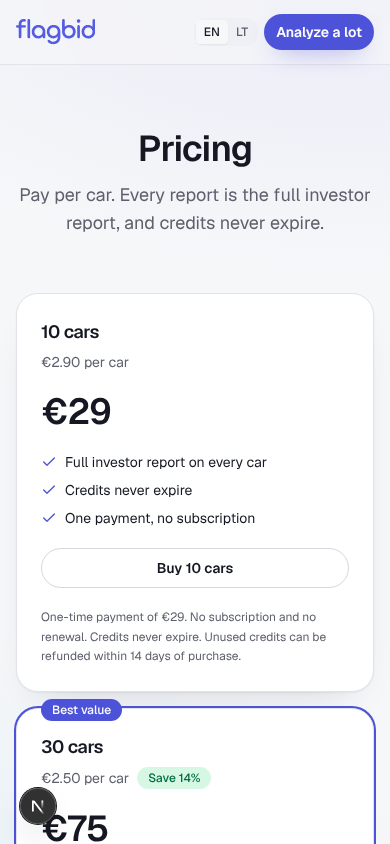 flagbid
EN LT
Analyze a lot
Pricing
Pay per car. Every report is the full investor
report, and credits never expire.
10 cars
€2.90 per car
€29
Full investor report on every car
Credits never expire
One payment, no subscription
Buy 10 cars
One-time payment of €29. No subscription and no
renewal. Credits never expire. Unused credits can be
refunded within 14 days of purchase.
Best value
30 cars
€2.50 per car Save 14%
N
€75